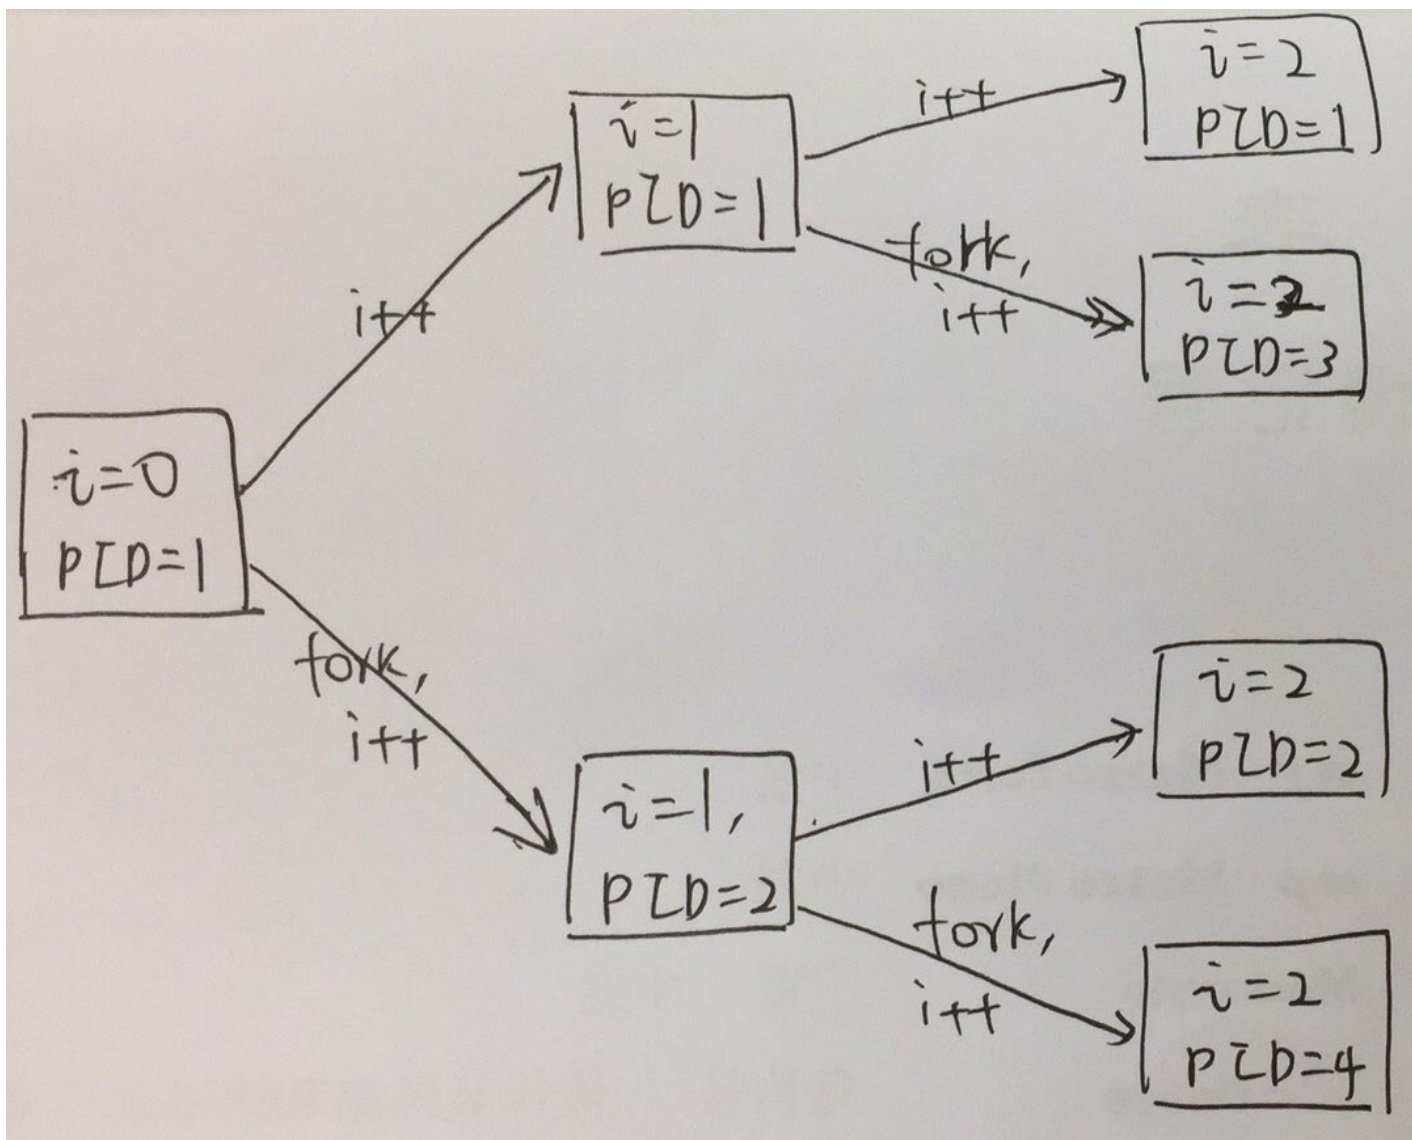 i=0
PID=1
i++
fork,
i++
i=1
PID=1
i++
fork,
i++
i=2
PID=1
i=2
PID=3
i=1,
PID=2
i++
fork,
i++
i=2
PID=2
i=2
PID=4